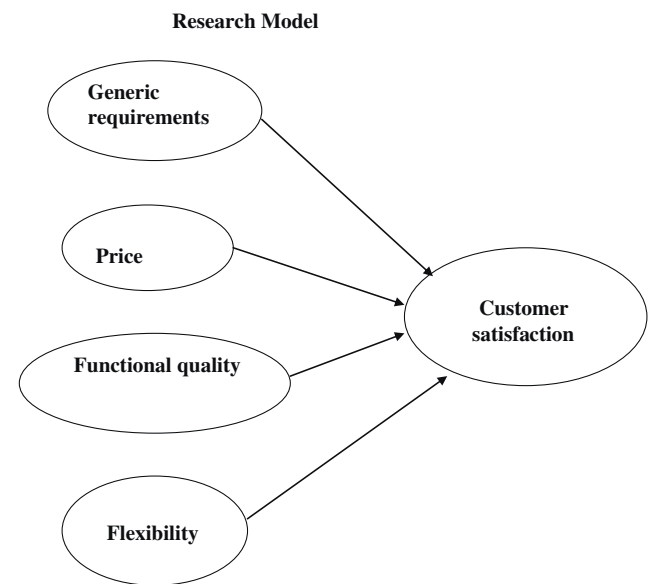 Research Model
Generic
requirements
Price
Functional quality
Flexibility
Customer
satisfaction